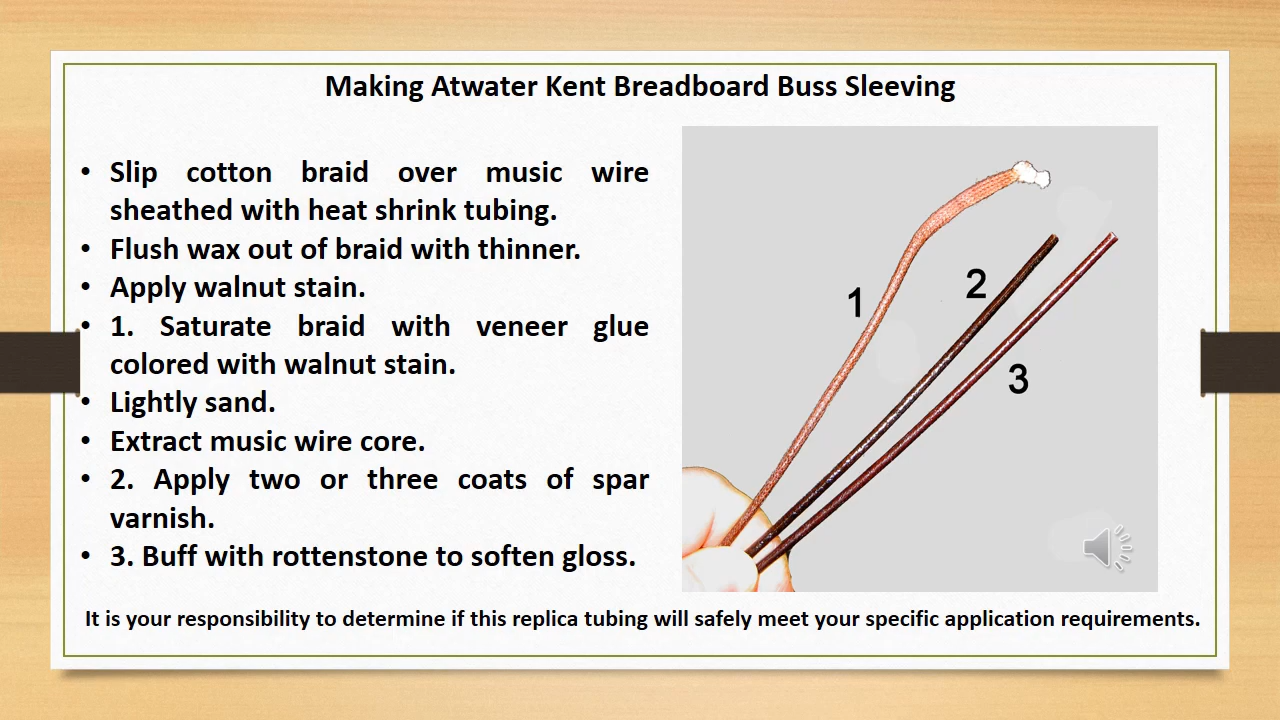 Making Atwater Kent Breadboard Buss Sleeving
• Slip cotton braid over music wire
sheathed with heat shrink tubing.
• Flush wax out of braid with thinner.
• Apply walnut stain.
• 1. Saturate braid with veneer glue
colored with walnut stain.
• Lightly sand.
• Extract music wire core.
• 2. Apply two or three coats of spar
varnish.
• 3. Buff with rottenstone to soften gloss.
1
2
3
It is your responsibility to determine if this replica tubing will safely meet your specific application requirements.